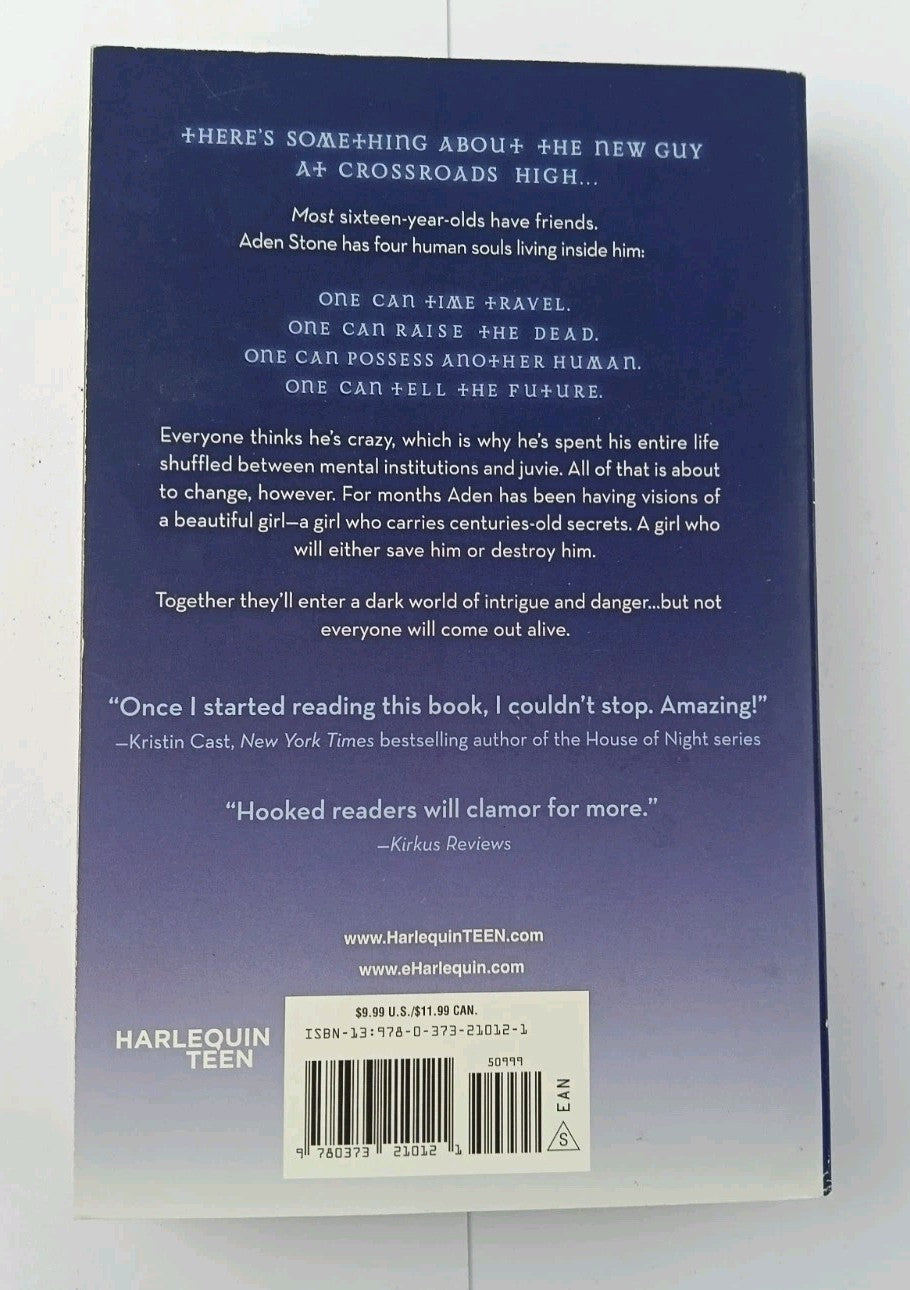 THERE'S SOMETHING ABOUT THE NEW GUY
AT CROSSROADS HIGH...
Most sixteen-year-olds have friends.
Aden Stone has four human souls living inside him:
ONE CAN TIME TRAVEL.
ONE CAN RAISE THE DEAD.
ONE CAN POSSESS ANOTHER HUMAN.
ONE CAN TELL THE FUTURE.
Everyone thinks he's crazy, which is why he's spent his entire life
shuffled between mental institutions and juvie. All of that is about
to change, however. For months Aden has been having visions of
a beautiful girl—a girl who carries centuries-old secrets. A girl who
will either save him or destroy him.
Together they'll enter a dark world of intrigue and danger...but not
everyone will come out alive.
"Once I started reading this book, I couldn't stop. Amazing!"
—Kristin Cast, New York Times bestselling author of the House of Night series
"Hooked readers will clamor for more."
—Kirkus Reviews
www.HarlequinTEEN.com
www.eHarlequin.com
HARLEQUIN
TEEN
$9.99 U.S./$11.99 CAN.
ISBN-13:978-0-373-21012-1
50999
9 780373 21012 1
EAN
S